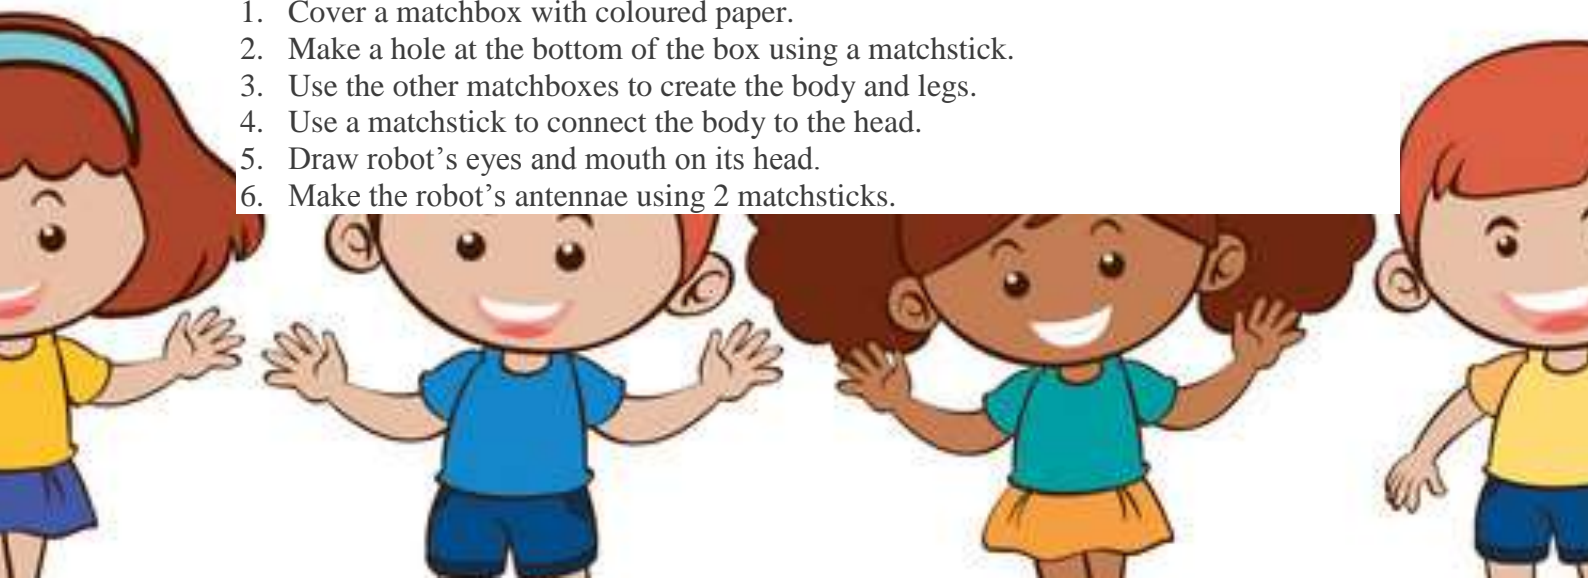 1. Cover a matchbox with coloured paper.
2. Make a hole at the bottom of the box using a matchstick.
3. Use the other matchboxes to create the body and legs.
4. Use a matchstick to connect the body to the head.
5. Draw robot’s eyes and mouth on its head.
6. Make the robot’s antennae using 2 matchsticks.